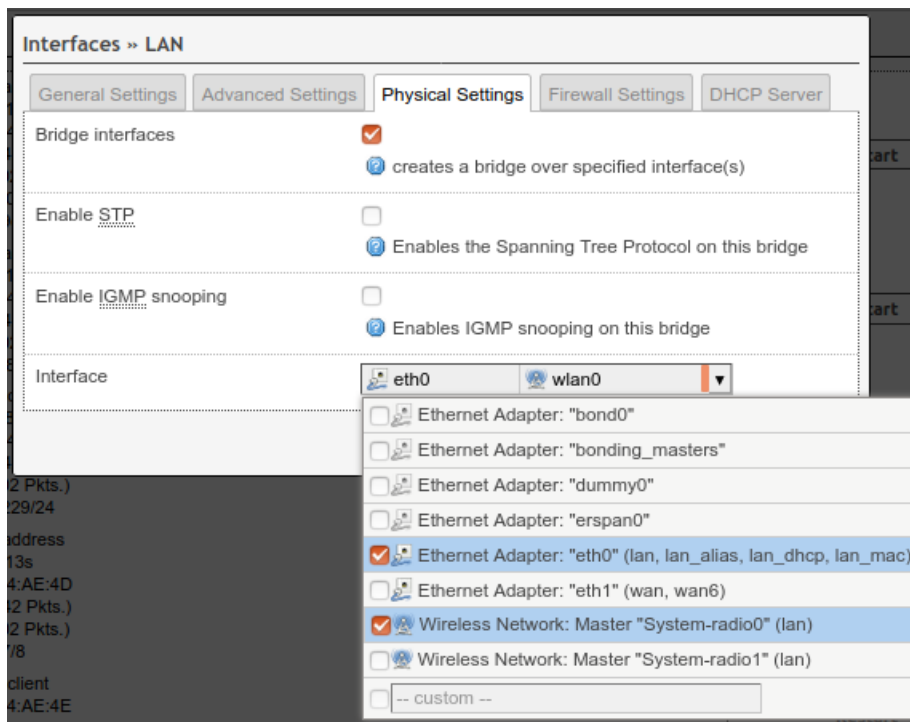 Interfaces » LAN
General Settings Advanced Settings Physical Settings Firewall Settings DHCP Server
Bridge interfaces
creates a bridge over specified interface(s)
tart
Enable STP
Enables the Spanning Tree Protocol on this bridge
Enable IGMP snooping
tart
Enables IGMP snooping on this bridge
Interface eth0 wlan0
Ethernet Adapter: "bond0"
Ethernet Adapter: "bonding_masters"
Ethernet Adapter: "dummy0"
2 Pkts.)
Ethernet Adapter: "erspan0"
229/24
address
Ethernet Adapter: "eth0" (lan, lan_alias, lan_dhcp, lan_mac)
13s
4:AE:4D
Ethernet Adapter: "eth1" (wan, wan6)
42 Pkts.)
Wireless Network: Master "System-radio0" (lan)
02 Pkts.)
7/8
Wireless Network: Master "System-radio1" (lan)
client
-- custom --
4:AE:4E